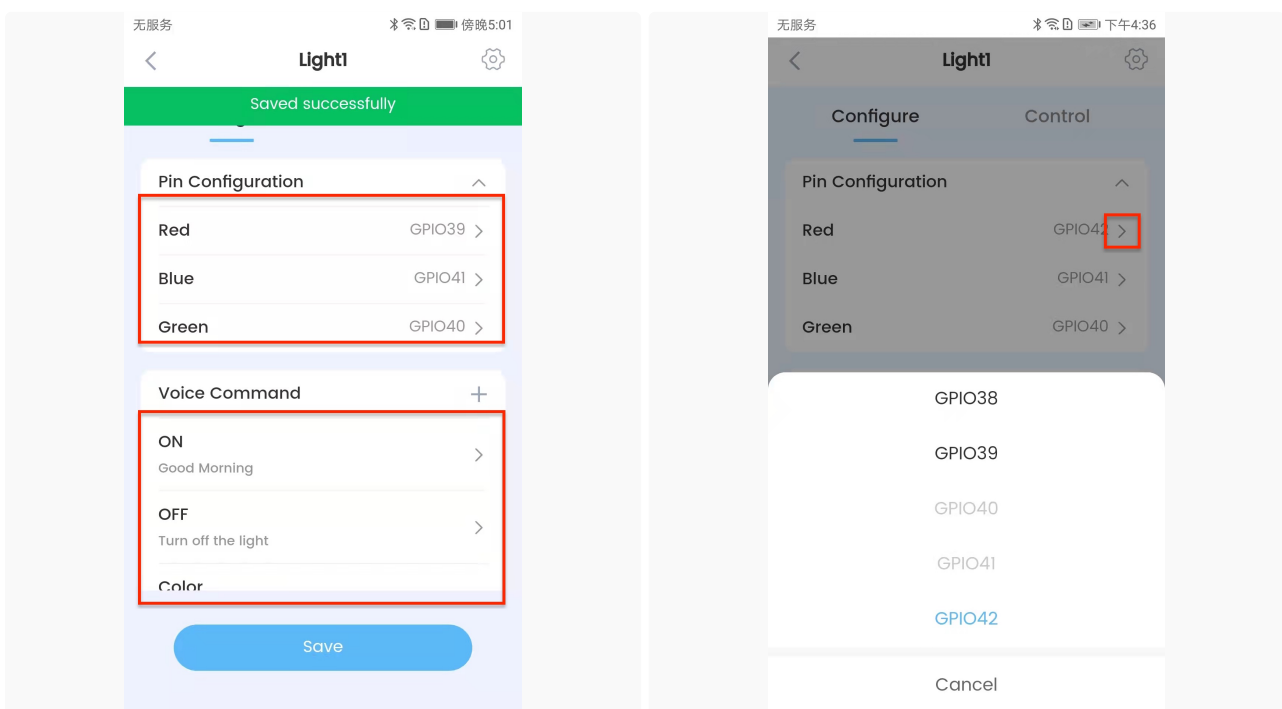 无服务
傍晚5:01
Light1
Saved successfully
Pin Configuration
Red GPIO39
Blue GPIO41
Green GPIO40
Voice Command
ON
Good Morning
OFF
Turn off the light
Color
Save
无服务
下午4:36
Light1
Configure Control
Pin Configuration
Red GPIO42
Blue GPIO41
Green GPIO40
GPIO38
GPIO39
GPIO40
GPIO41
GPIO42
Cancel